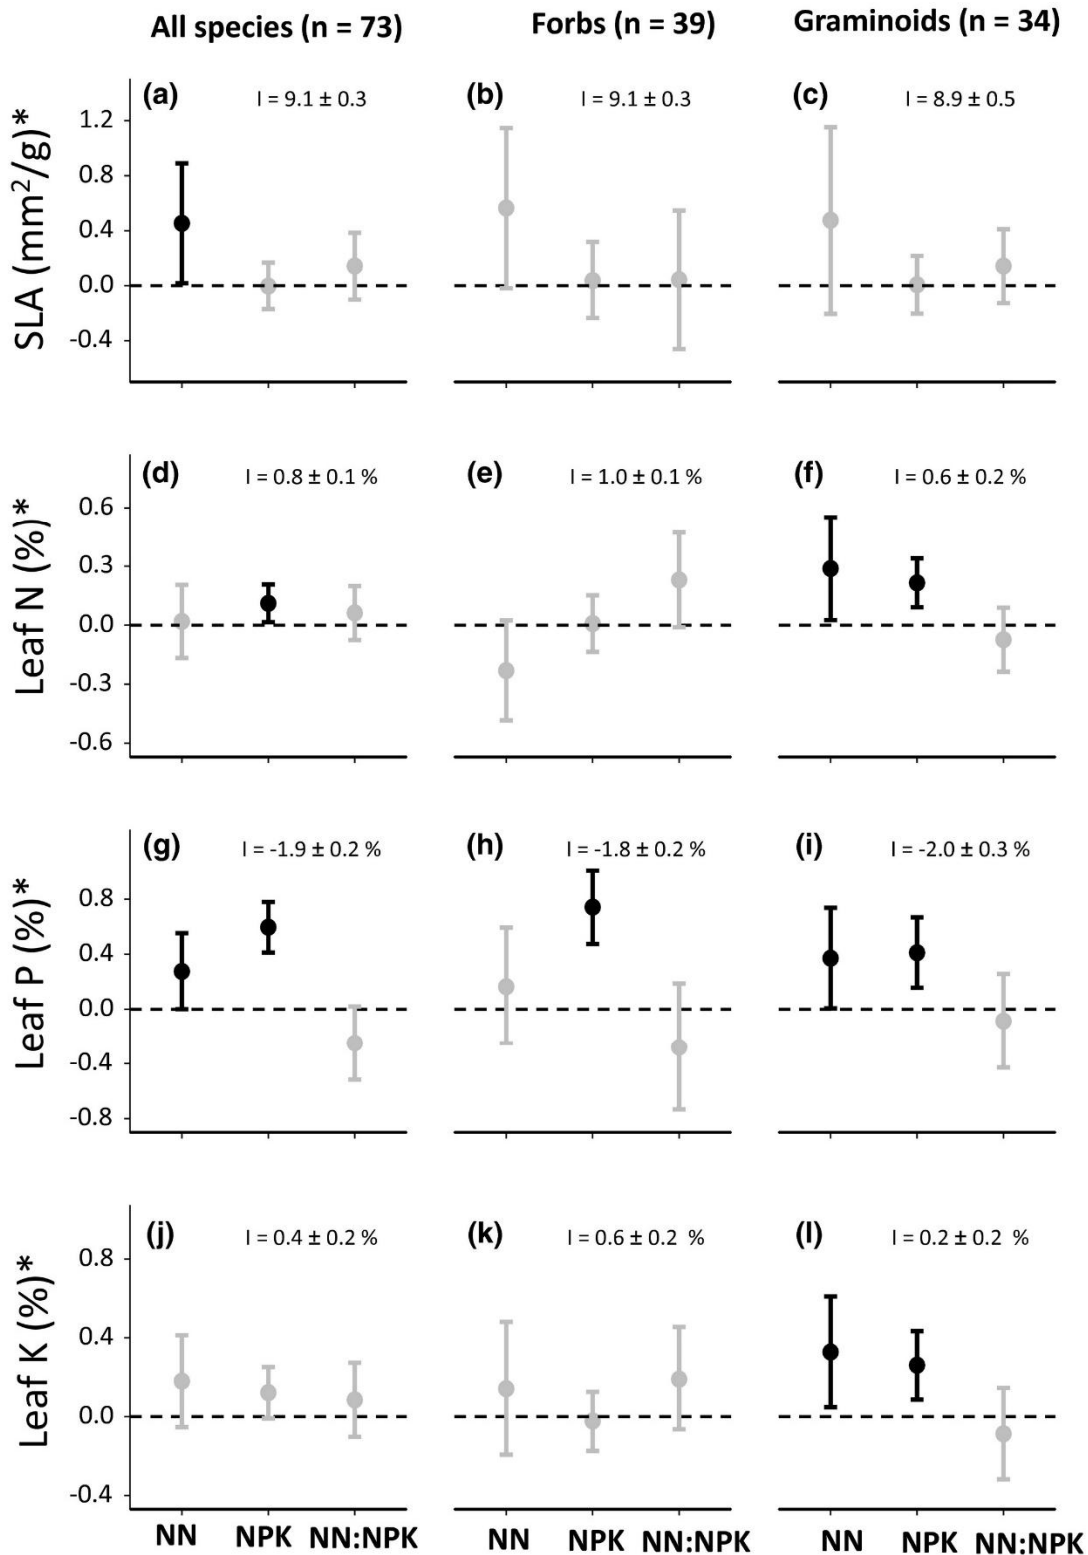 All species (n = 73) Forbs (n = 39) Graminoids (n = 34)
SLA (mm²/g)*
(a) I = 9.1 ± 0.3 (b) I = 9.1 ± 0.3 (c) I = 8.9 ± 0.5
1.2
0.8
0.4
0.0
-0.4
Leaf N (%)*
(d) I = 0.8 ± 0.1 % (e) I = 1.0 ± 0.1 % (f) I = 0.6 ± 0.2 %
0.6
0.3
0.0
-0.3
-0.6
Leaf P (%)*
(g) I = -1.9 ± 0.2 % (h) I = -1.8 ± 0.2 % (i) I = -2.0 ± 0.3 %
0.8
0.4
0.0
-0.4
-0.8
Leaf K (%)*
(j) I = 0.4 ± 0.2 % (k) I = 0.6 ± 0.2 % (l) I = 0.2 ± 0.2 %
0.8
0.4
0.0
-0.4
NN NPK NN:NPK NN NPK NN:NPK NN NPK NN:NPK